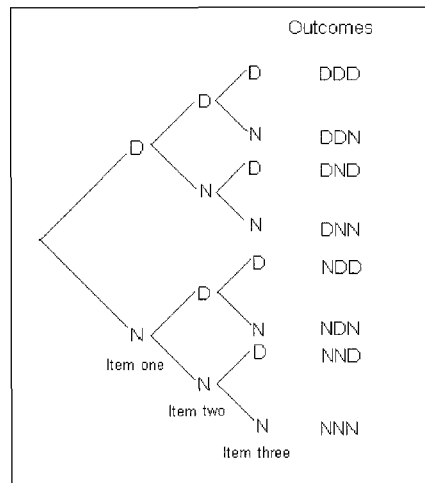 Outcomes
D DDD
D
D N DDN
D DND
N
N DNN
D NDD
D
N N NDN
D NND
Item one
N
Item two N NNN
Item three